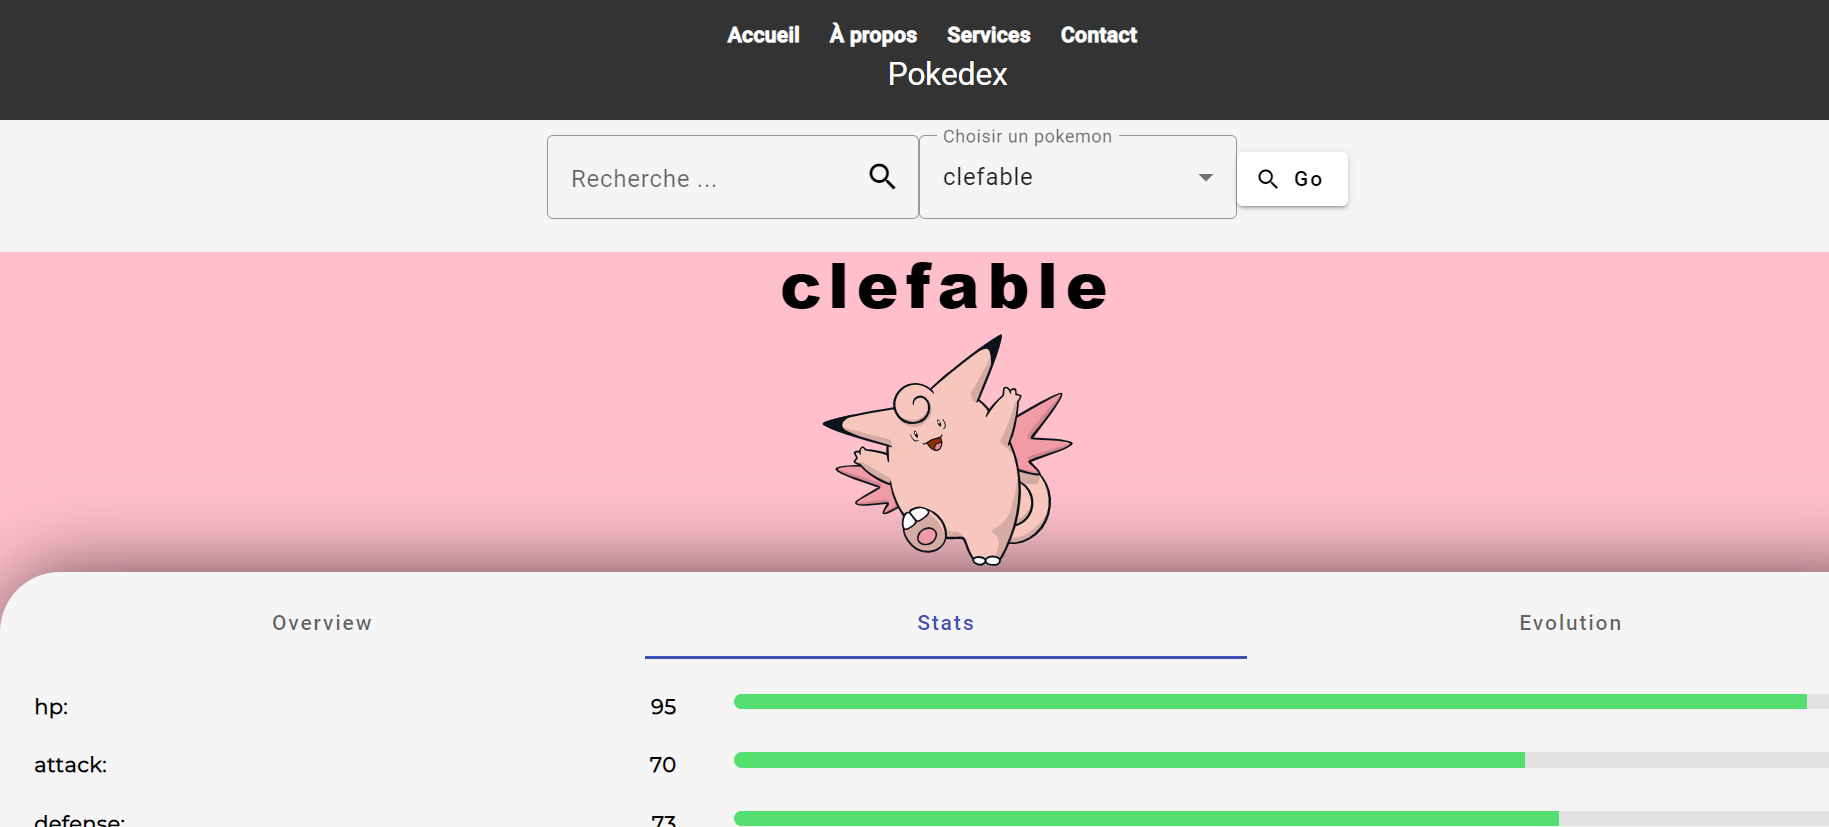 Accueil À propos Services Contact
Pokedex
Choisir un pokemon
Recherche ... clefable Go
clefable
Overview Stats Evolution
hp: 95
attack: 70
defense: 73